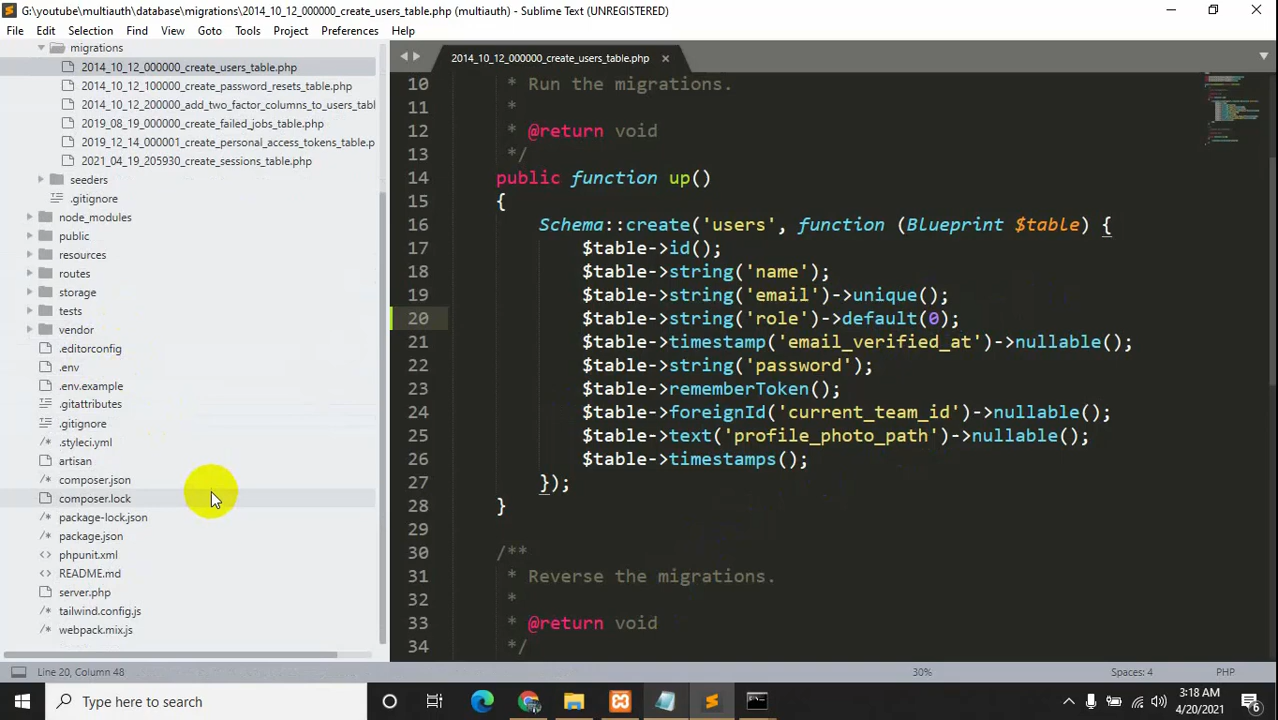 G:\youtube\multiauth\database\migrations\2014_10_12_000000_create_users_table.php (multiauth) - Sublime Text (UNREGISTERED)
File Edit Selection Find View Goto Tools Project Preferences Help
migrations
2014_10_12_000000_create_users_table.php
2014_10_12_100000_create_password_resets_table.php
2014_10_12_200000_add_two_factor_columns_to_users_tabl
2019_08_19_000000_create_failed_jobs_table.php
2019_12_14_000001_create_personal_access_tokens_table.p
2021_04_19_205930_create_sessions_table.php
seeders
.gitignore
node_modules
public
resources
routes
storage
tests
vendor
.editorconfig
.env
.env.example
.gitattributes
.gitignore
.styleci.yml
artisan
composer.json
composer.lock
package-lock.json
package.json
phpunit.xml
README.md
server.php
tailwind.config.js
webpack.mix.js
2014_10_12_000000_create_users_table.php
10 * Run the migrations.
11 *
12 * @return void
13 */
14 public function up()
15 {
16 Schema::create('users', function (Blueprint $table) {
17 $table->id();
18 $table->string('name');
19 $table->string('email')->unique();
20 $table->string('role')->default(0);
21 $table->timestamp('email_verified_at')->nullable();
22 $table->string('password');
23 $table->rememberToken();
24 $table->foreignId('current_team_id')->nullable();
25 $table->text('profile_photo_path')->nullable();
26 $table->timestamps();
27 });
28 }
29
30 /**
31 * Reverse the migrations.
32 *
33 * @return void
34 */
Line 20, Column 48 30% Spaces: 4 PHP
Type here to search
3:18 AM
4/20/2021
6